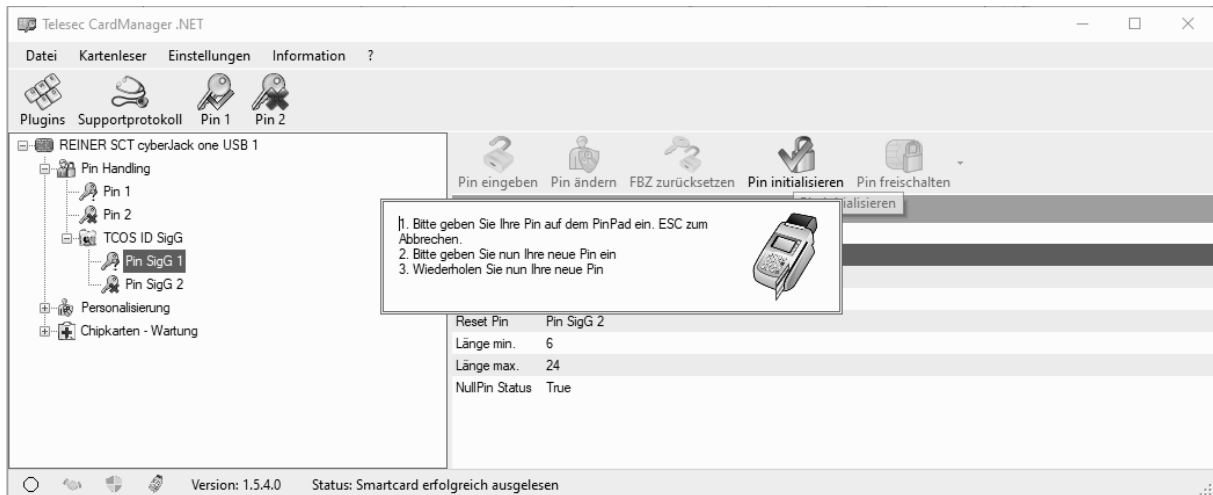 Telesec CardManager .NET
Datei Kartenleser Einstellungen Information ?
Plugins Supportprotokoll Pin 1 Pin 2
REINER SCT cyberJack one USB 1
Pin Handling
Pin 1
Pin 2
TCOS ID SigG
Pin SigG 1
Pin SigG 2
Personalisierung
Chipkarten - Wartung
Pin eingeben Pin ändern FBZ zurücksetzen Pin initialisieren Pin freischalten
1. Bitte geben Sie Ihre Pin auf dem PinPad ein. ESC zum
Abbrechen.
2. Bitte geben Sie nun Ihre neue Pin ein
3. Wiederholen Sie nun Ihre neue Pin
Reset Pin Pin SigG 2
Länge min. 6
Länge max. 24
NullPin Status True
Version: 1.5.4.0 Status: Smartcard erfolgreich ausgelesen